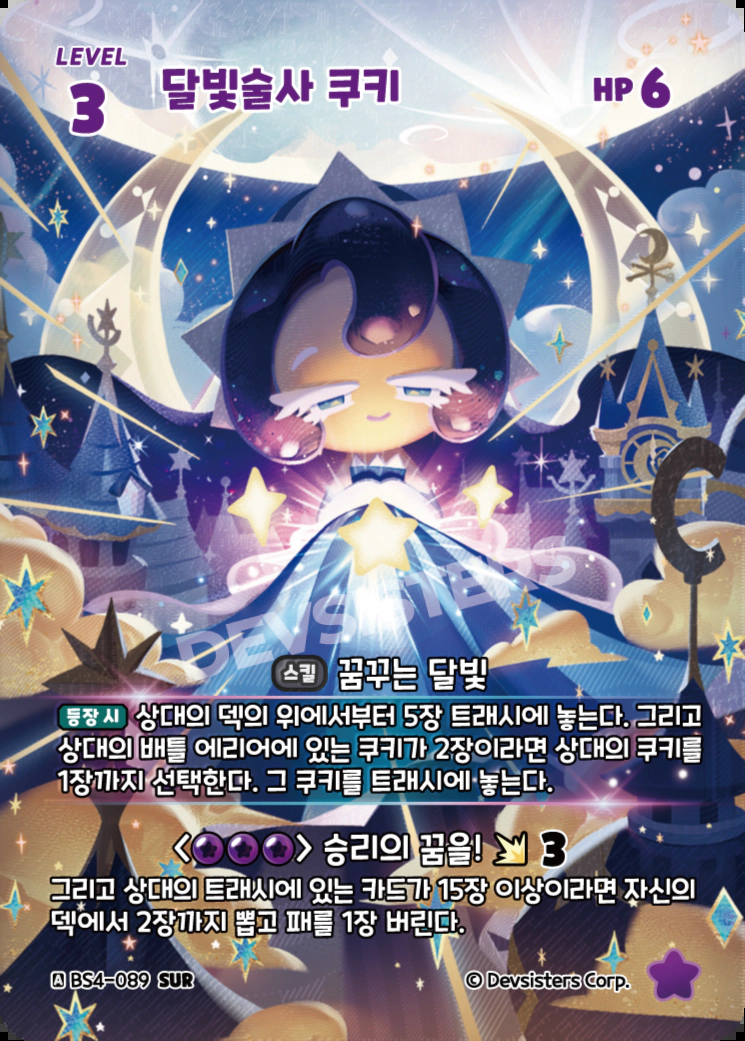 LEVEL
3
달빛술사 쿠키
HP 6
DEVSISTERS
스킬 꿈꾸는 달빛
등장 시 상대의 덱의 위에서부터 5장 트래시에 놓는다. 그리고
상대의 배틀 에리어에 있는 쿠키가 2장이라면 상대의 쿠키를
1장까지 선택한다. 그 쿠키를 트래시에 놓는다.
< > 승리의 꿈을! 3
그리고 상대의 트래시에 있는 카드가 15장 이상이라면 자신의
덱에서 2장까지 뽑고 패를 1장 버린다.
A BS4-089 SUR
© Devsisters Corp.